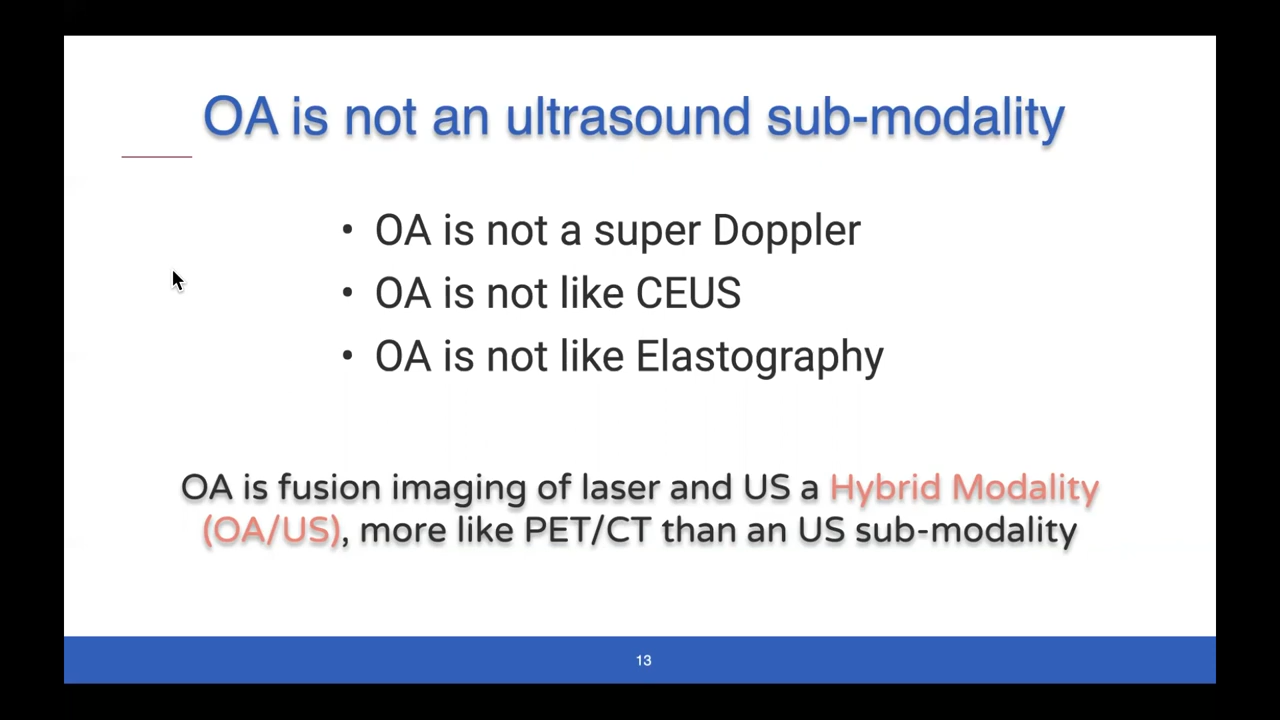 OA is not an ultrasound sub-modality
• OA is not a super Doppler
• OA is not like CEUS
• OA is not like Elastography
OA is fusion imaging of laser and US a Hybrid Modality
(OA/US), more like PET/CT than an US sub-modality
13